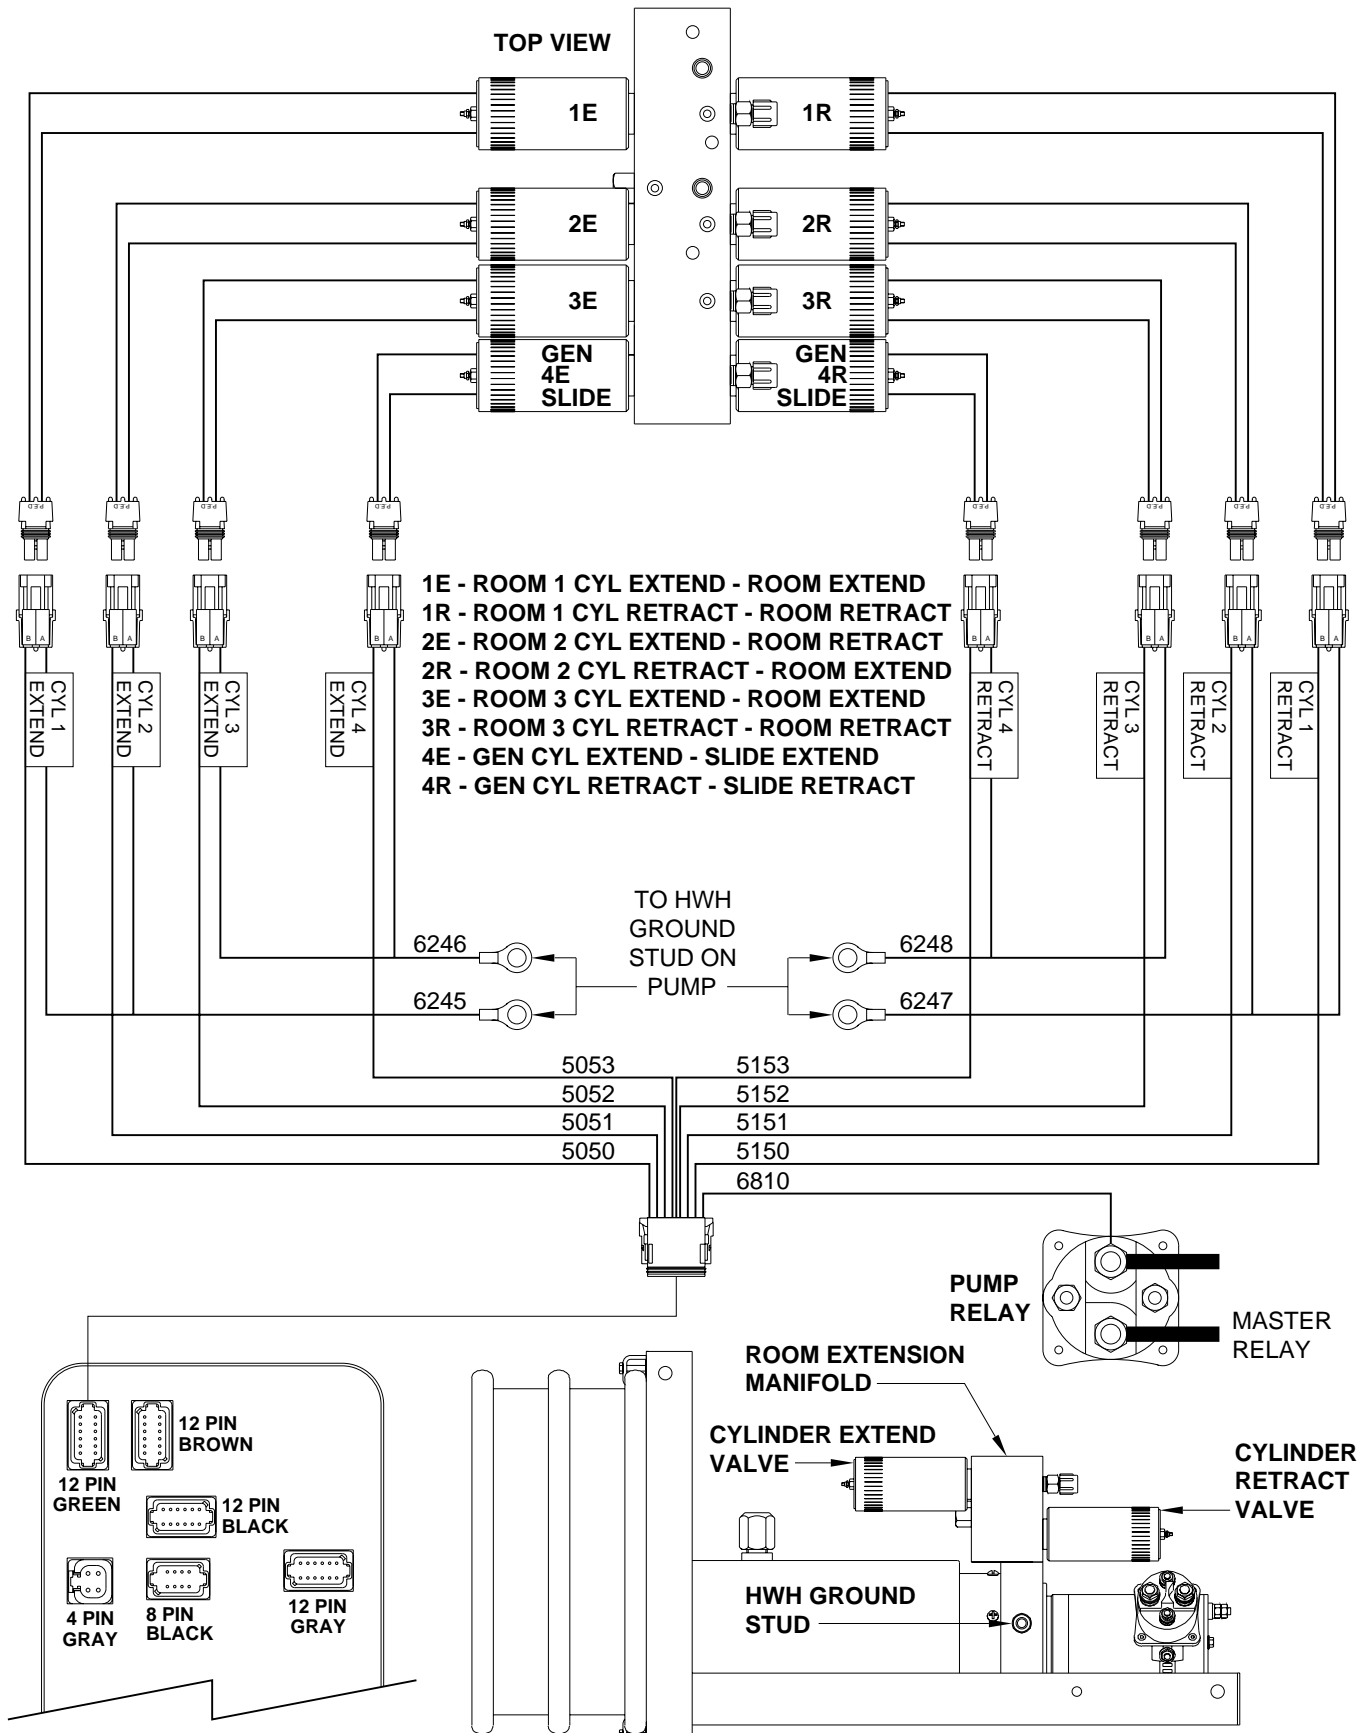 TOP VIEW
1E
1R
2E
2R
3E
3R
GEN
4E
SLIDE
GEN
4R
SLIDE
P.E.D.
P.E.D.
P.E.D.
P.E.D.
P.E.D.
P.E.D.
P.E.D.
P.E.D.
B A
B A
B A
B A
B A
B A
B A
B A
1E - ROOM 1 CYL EXTEND - ROOM EXTEND
1R - ROOM 1 CYL RETRACT - ROOM RETRACT
2E - ROOM 2 CYL EXTEND - ROOM RETRACT
2R - ROOM 2 CYL RETRACT - ROOM EXTEND
3E - ROOM 3 CYL EXTEND - ROOM EXTEND
3R - ROOM 3 CYL RETRACT - ROOM RETRACT
4E - GEN CYL EXTEND - SLIDE EXTEND
4R - GEN CYL RETRACT - SLIDE RETRACT
CYL 1
EXTEND
CYL 2
EXTEND
CYL 3
EXTEND
CYL 4
EXTEND
CYL 4
RETRACT
CYL 3
RETRACT
CYL 2
RETRACT
CYL 1
RETRACT
TO HWH
GROUND
STUD ON
PUMP
6246
6248
6245
6247
5053
5153
5052
5152
5051
5151
5050
5150
6810
PUMP
RELAY
MASTER
RELAY
ROOM EXTENSION
MANIFOLD
CYLINDER EXTEND
VALVE
CYLINDER
RETRACT
VALVE
HWH GROUND
STUD
12 PIN
BROWN
12 PIN
GREEN
12 PIN
BLACK
4 PIN
GRAY
8 PIN
BLACK
12 PIN
GRAY